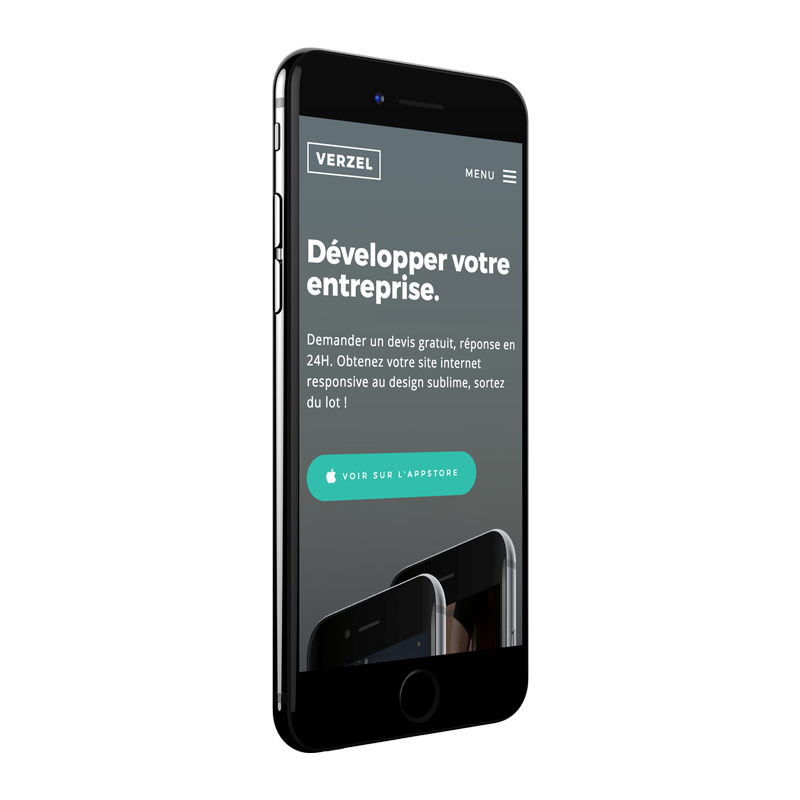 VERZEL
MENU
Développer votre
entreprise.
Demander un devis gratuit, réponse en
24H. Obtenez votre site internet
responsive au design sublime, sortez
du lot !
VOIR SUR L'APPSTORE